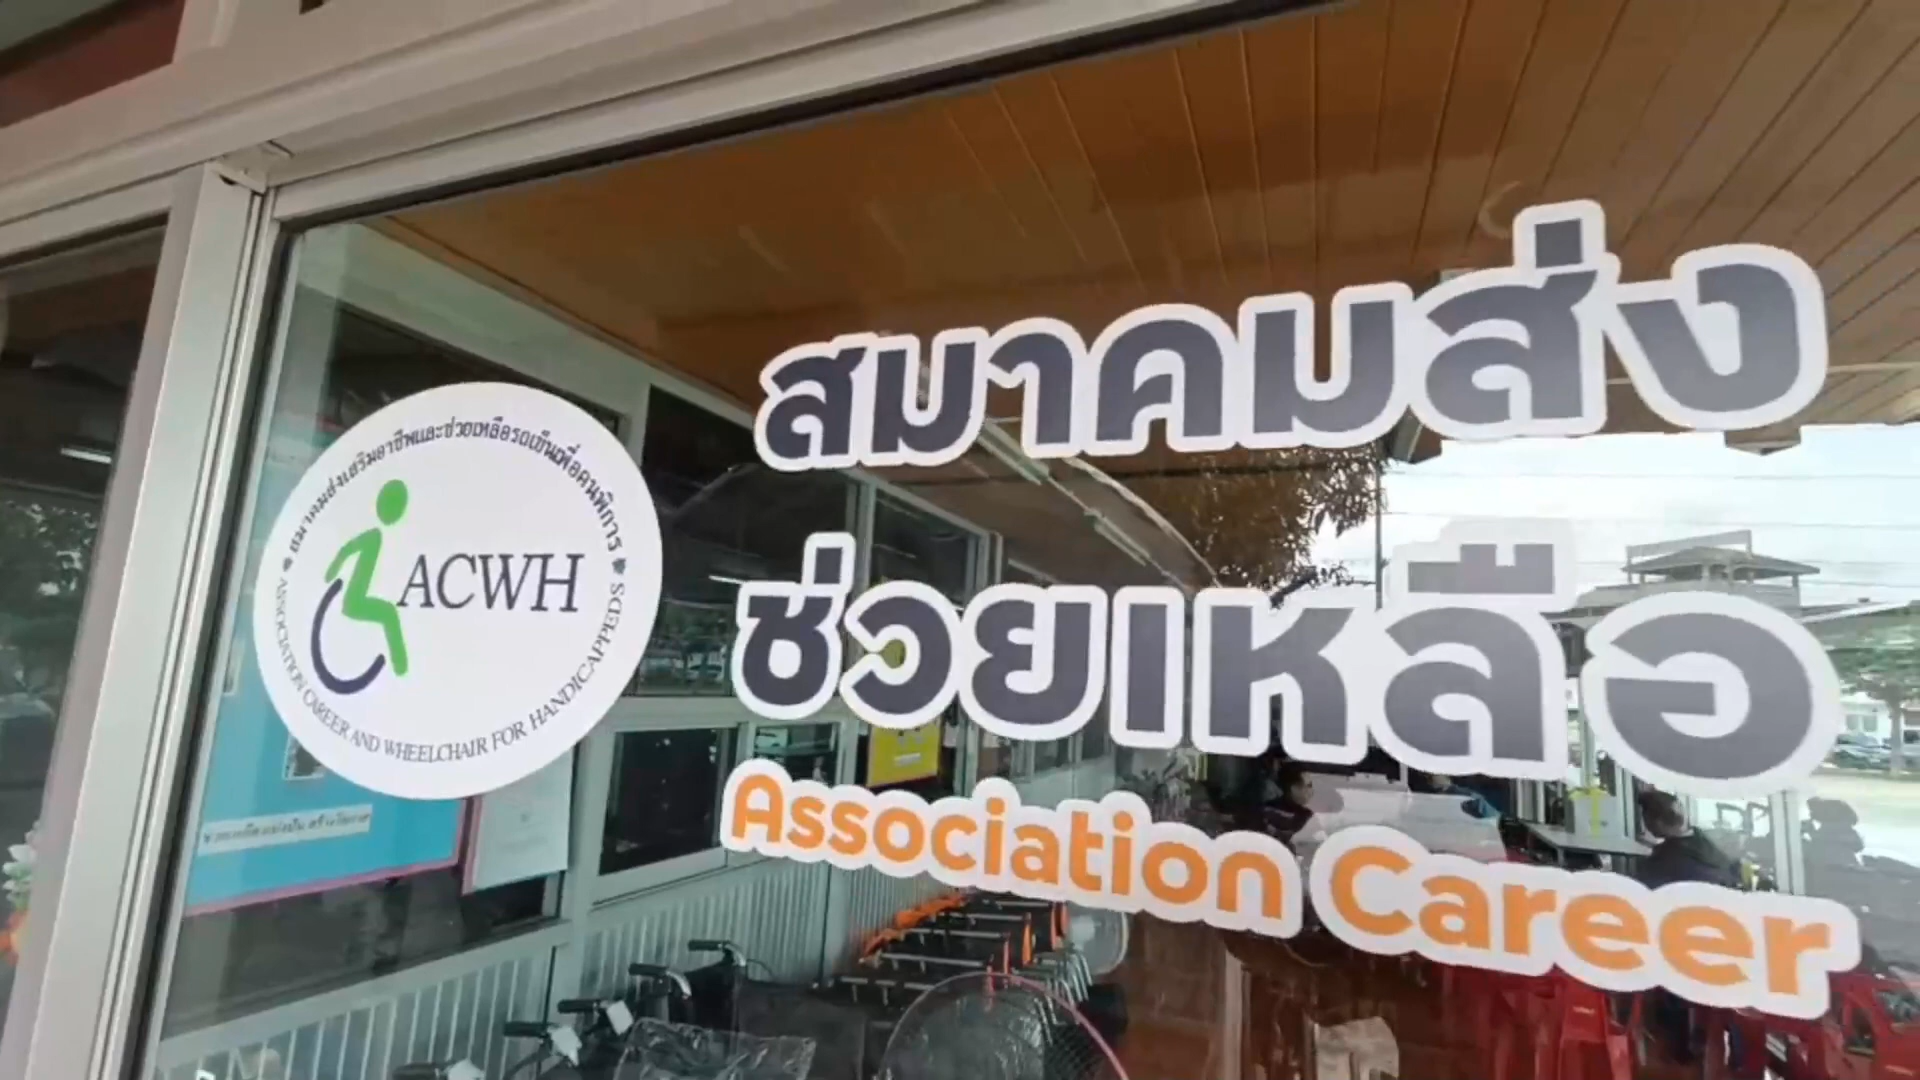 สมาคมส่งเสริมอาชีพและช่วยเหลือรถเข็นเพื่อคนพิการ
ACWH
ASSOCIATION CAREER AND WHEELCHAIR FOR HANDICAPPEDS
สมาคมส่ง
ช่วยเหลือ
Association Career